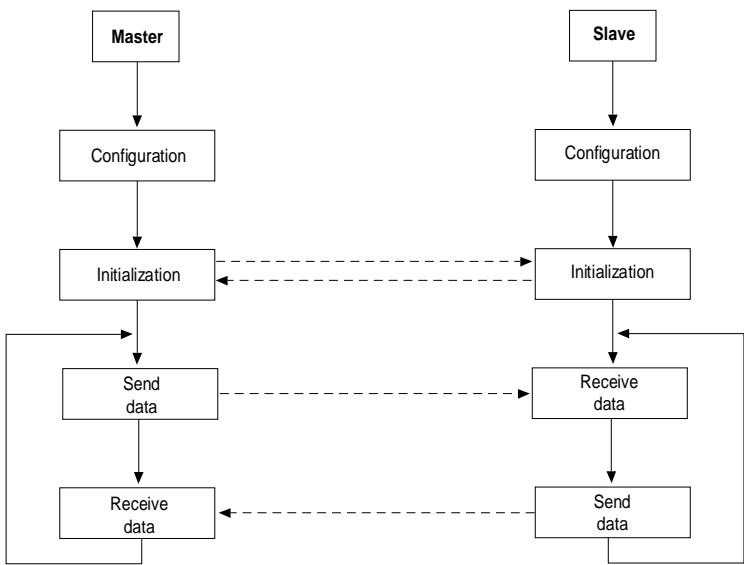 Master
Slave
Configuration
Configuration
Initialization
Initialization
Send
data
Receive
data
Receive
data
Send
data